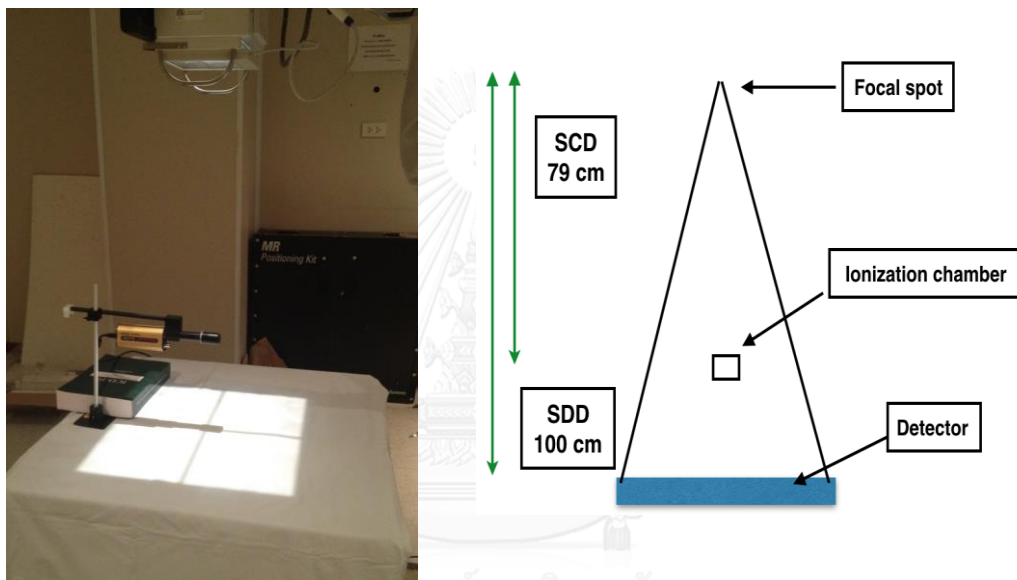 MR
Positioning Kit
Focal spot
SCD
79 cm
Ionization chamber
SDD
100 cm
Detector